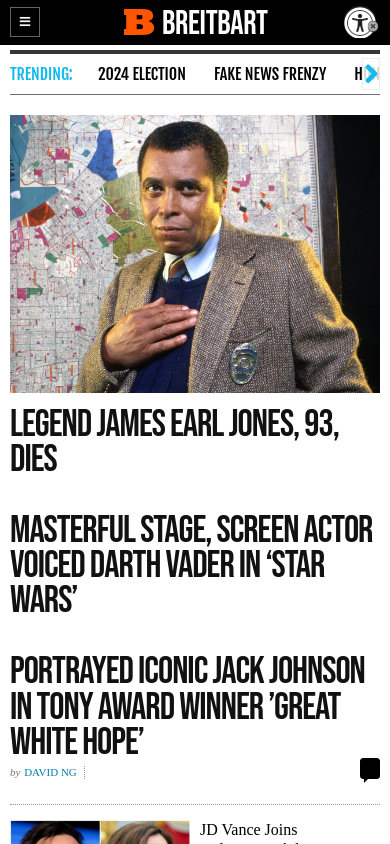 BREITBART
TRENDING: 2024 ELECTION FAKE NEWS FRENZY H
LEGEND JAMES EARL JONES, 93,
DIES
MASTERFUL STAGE, SCREEN ACTOR
VOICED DARTH VADER IN ‘STAR
WARS’
PORTRAYED ICONIC JACK JOHNSON
IN TONY AWARD WINNER ’GREAT
WHITE HOPE’
by DAVID NG
JD Vance Joins